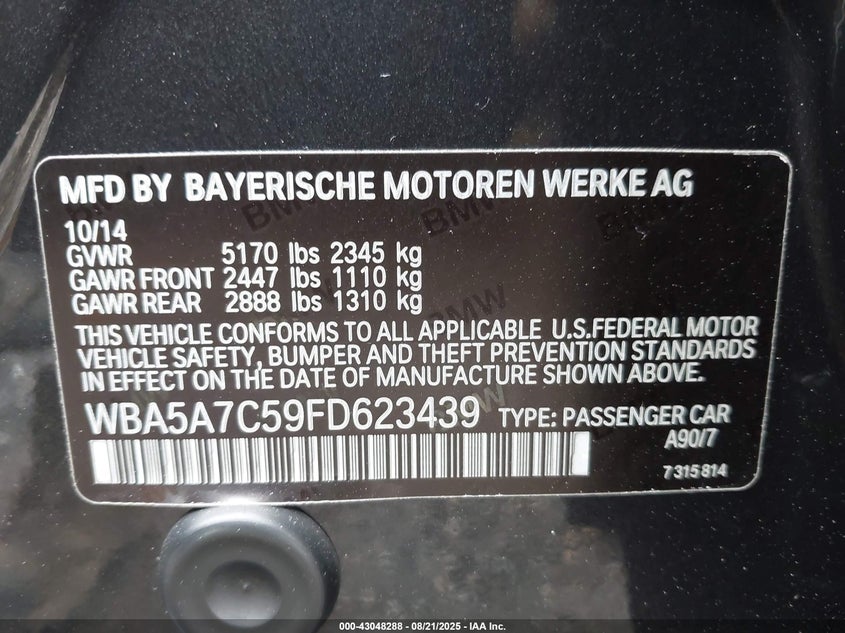 MFD BY BAYERISCHE MOTOREN WERKE AG
10/14
GVWR 5170 lbs 2345 kg
GAWR FRONT 2447 lbs 1110 kg
GAWR REAR 2888 lbs 1310 kg
THIS VEHICLE CONFORMS TO ALL APPLICABLE U.S.FEDERAL MOTOR
VEHICLE SAFETY, BUMPER AND THEFT PREVENTION STANDARDS
IN EFFECT ON THE DATE OF MANUFACTURE SHOWN ABOVE.
WBA5A7C59FD623439 TYPE: PASSENGER CAR
A90/7
7315814
000-43048288 - 08/21/2025 - IAA Inc.